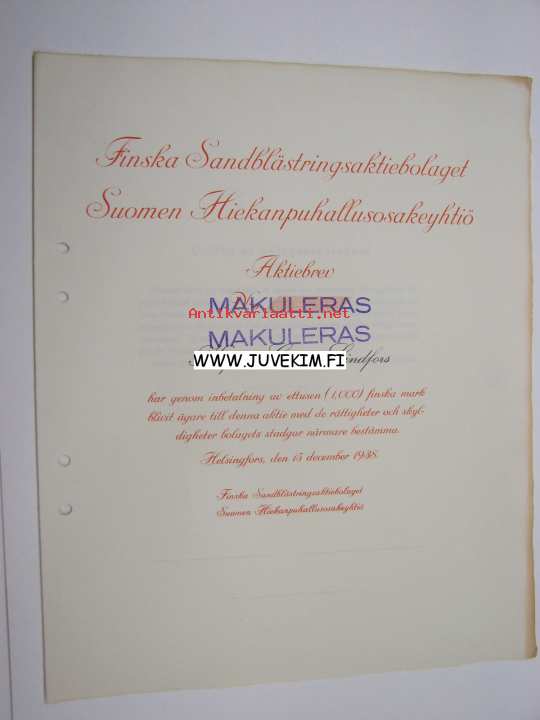 Finska Sandblästringsaktiebolaget
Suomen Hiekanpuhallusosakeyhtiö
Aktiebrev
MAKULERAS
Antikvariaatti.net
MAKULERAS
WWW.JUVEKIM.FI
Lindfors
har genom inbetalning av ettusen (1,000) finska mark
blivit ägare till denna aktie med de rättigheter och skyl-
digheter bolagets stadgar närmare bestämma.
Helsingfors, den 15 december 1938.
Finska Sandblästringsaktiebolaget
Suomen Hiekanpuhallusosakeyhtiö